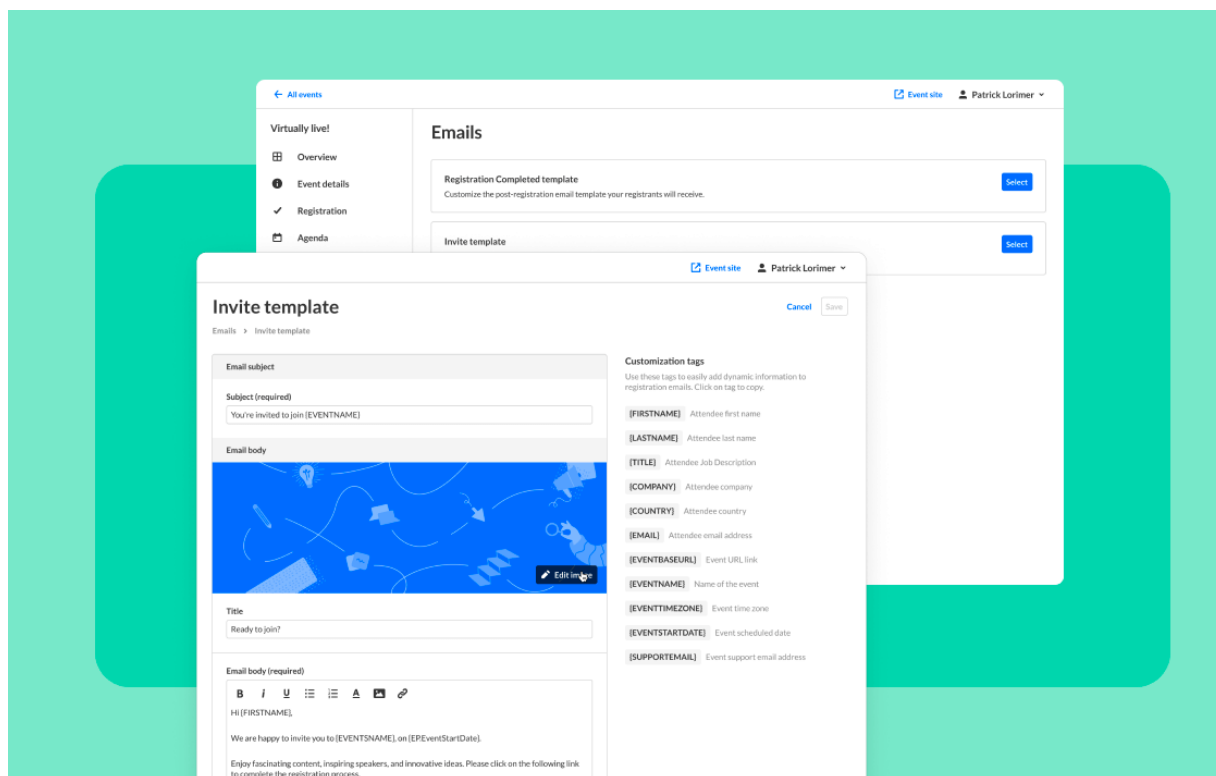 All events
Event site
Patrick Lorimer
Virtually live!
Overview
Event details
Registration
Agenda
Emails
Registration Completed template
Customize the post-registration email template your registrants will receive.
Select
Invite template
Select
Event site
Patrick Lorimer
Invite template
Cancel
Save
Emails > Invite template
Email subject
Subject (required)
You're invited to join {EVENTNAME}
Email body
Edit image
Title
Ready to join?
Email body (required)
B i U A
Hi {FIRSTNAME},
We are happy to invite you to {EVENTSNAME}, on {EP.EventStartDate}.
Enjoy fascinating content, inspiring speakers, and innovative ideas. Please click on the following link
to complete the registration process.
Customization tags
Use these tags to easily add dynamic information to
registration emails. Click on tag to copy.
{FIRSTNAME} Attendee first name
{LASTNAME} Attendee last name
{TITLE} Attendee Job Description
{COMPANY} Attendee company
{COUNTRY} Attendee country
{EMAIL} Attendee email address
{EVENTBASEURL} Event URL link
{EVENTNAME} Name of the event
{EVENTTIMEZONE} Event time zone
{EVENTSTARTDATE} Event scheduled date
{SUPPORTEMAIL} Event support email address